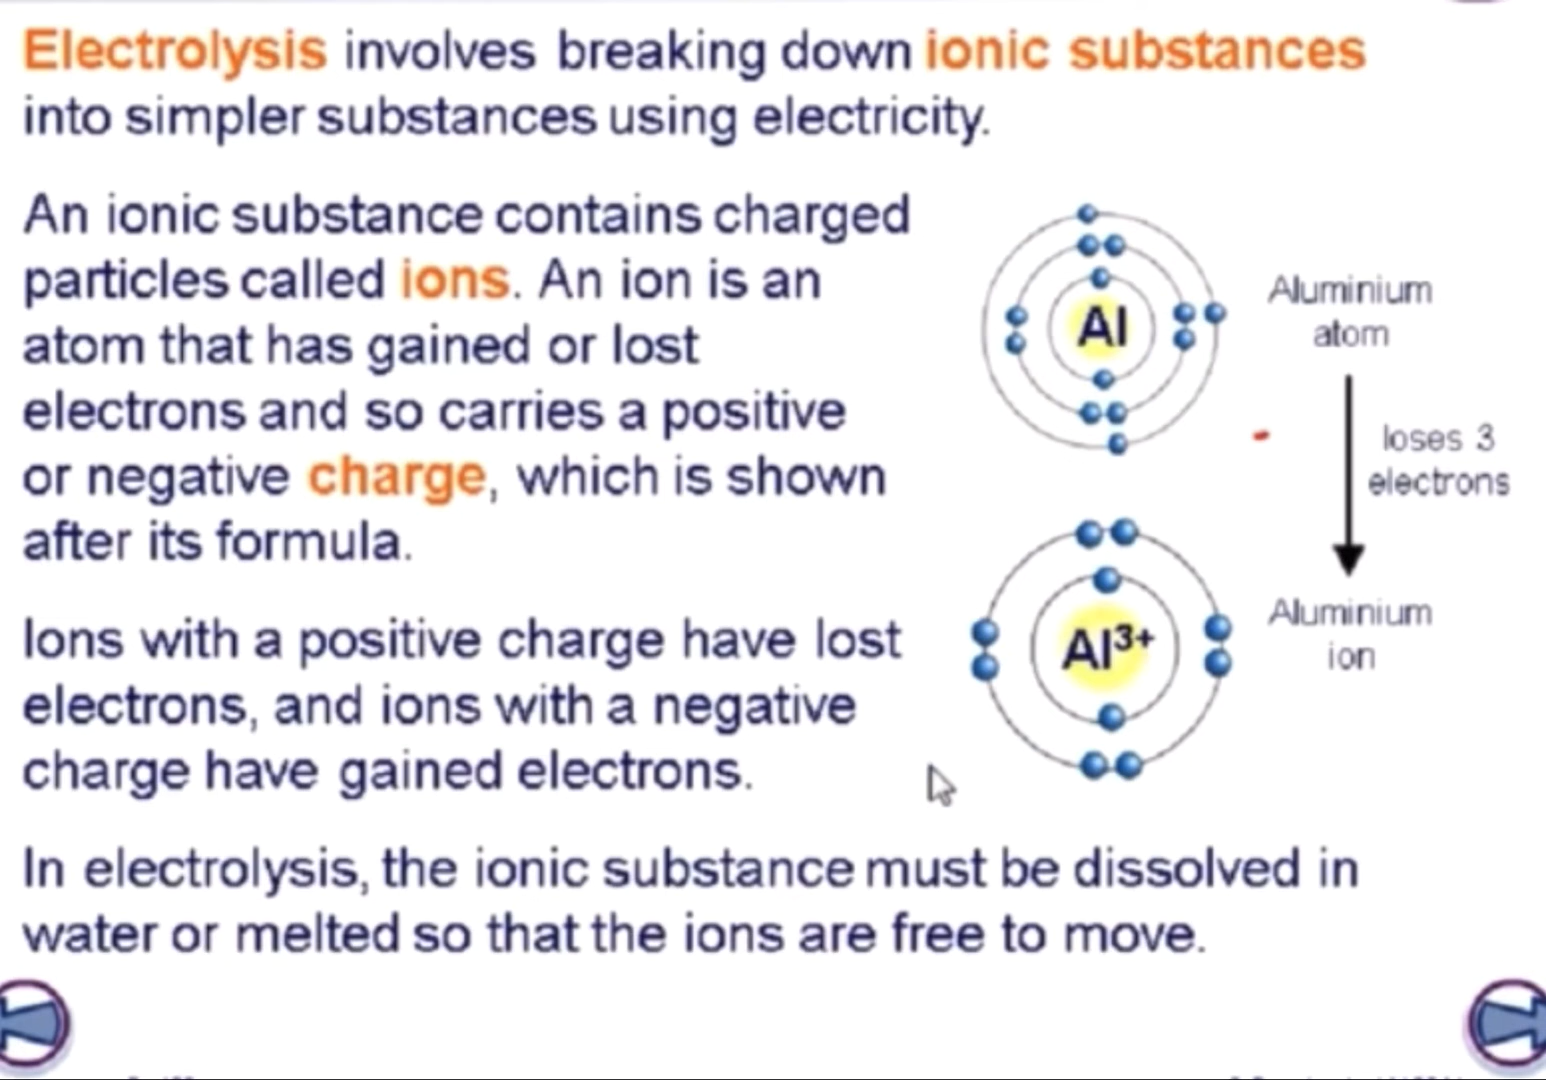 Electrolysis involves breaking down ionic substances
into simpler substances using electricity.
An ionic substance contains charged
particles called ions. An ion is an
atom that has gained or lost
electrons and so carries a positive
or negative charge, which is shown
after its formula.
Ions with a positive charge have lost
electrons, and ions with a negative
charge have gained electrons.
In electrolysis, the ionic substance must be dissolved in
water or melted so that the ions are free to move.
Al
Aluminium
atom
loses 3
electrons
Al³⁺
Aluminium
ion